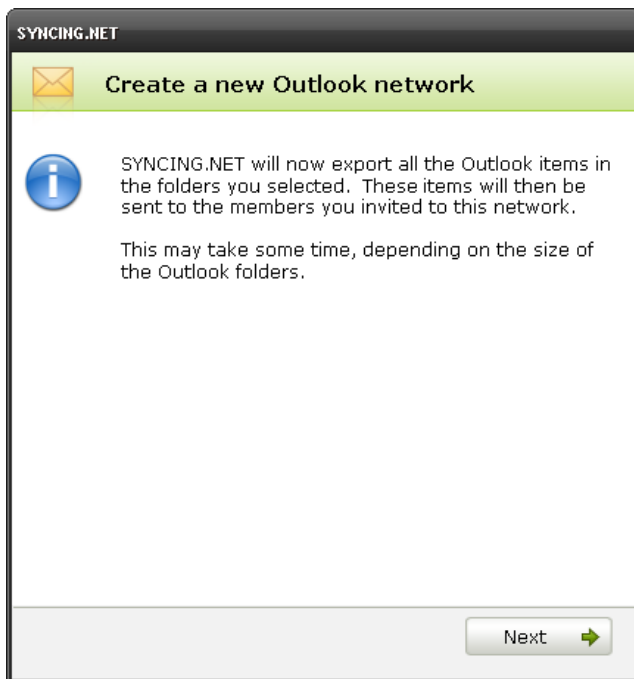 SYNCING.NET
Create a new Outlook network
SYNCING.NET will now export all the Outlook items in
the folders you selected. These items will then be
sent to the members you invited to this network.
This may take some time, depending on the size of
the Outlook folders.
Next